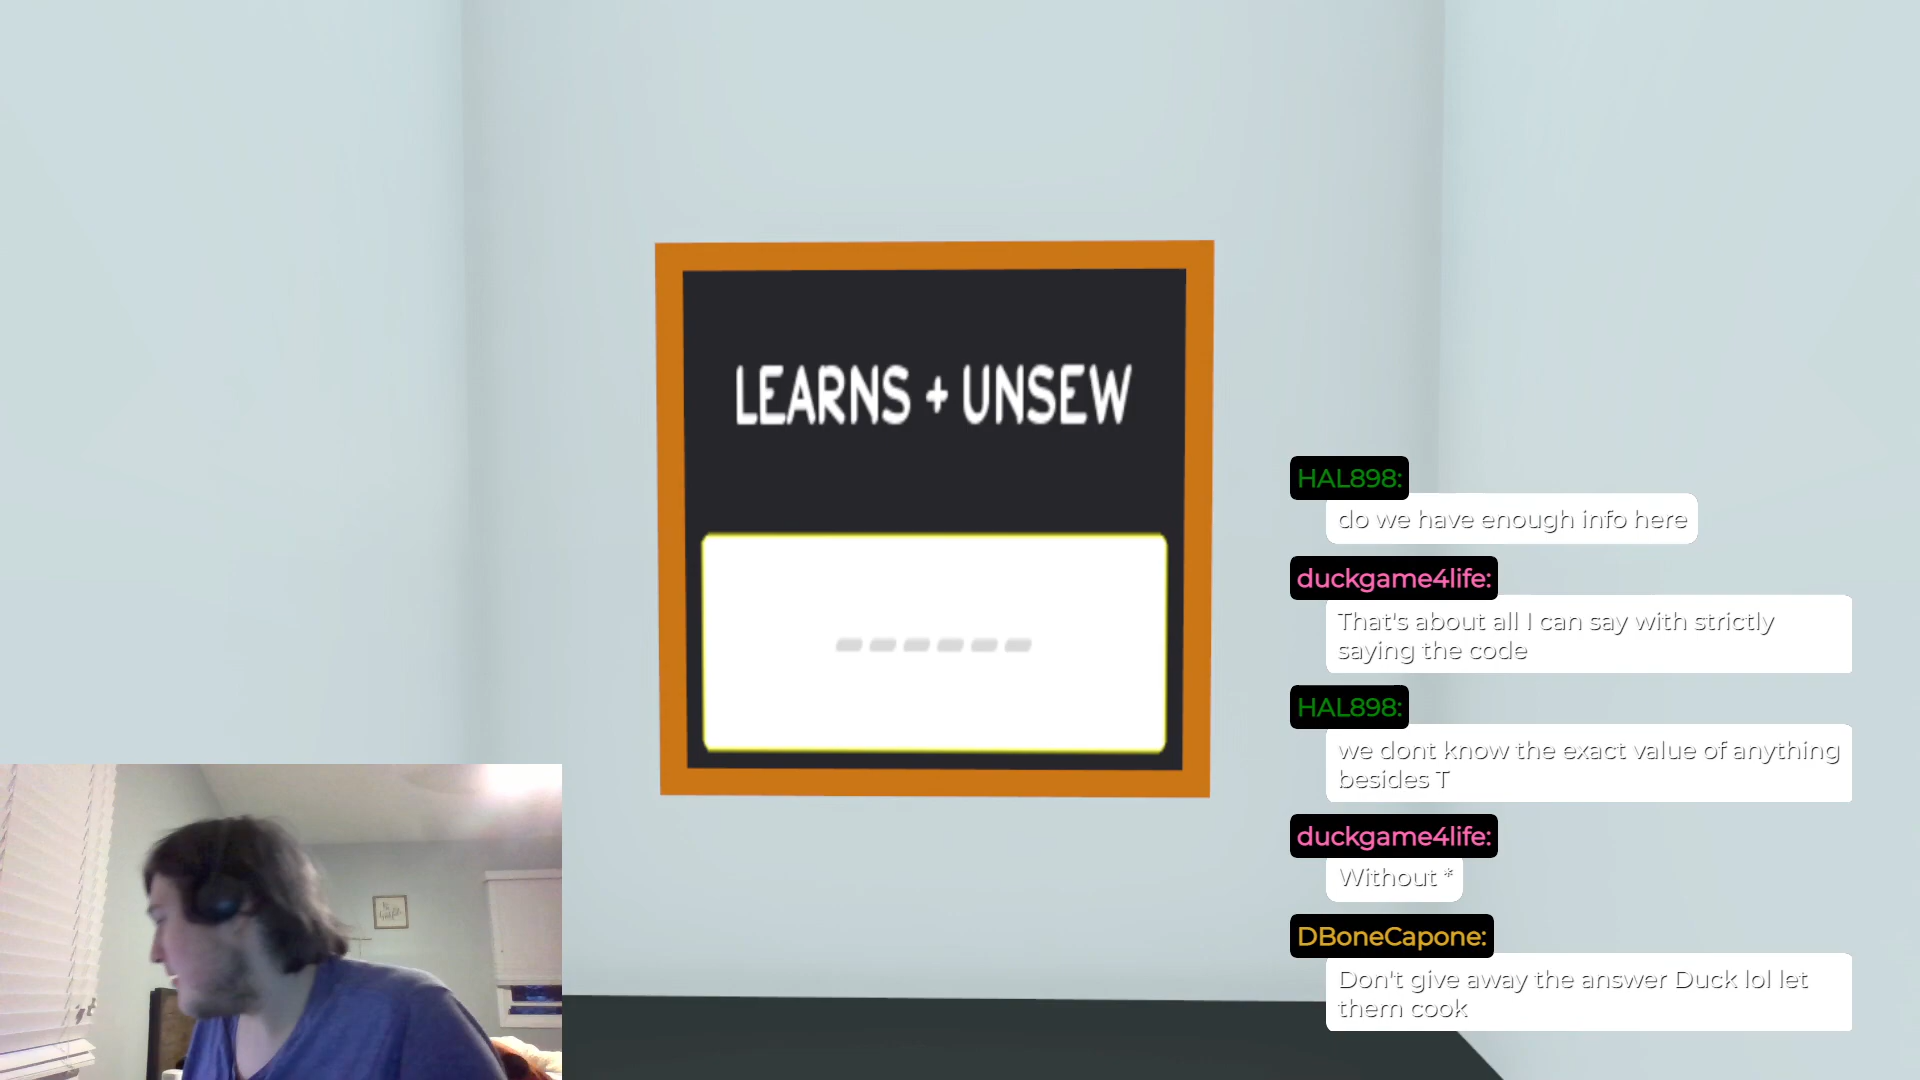 LEARNS + UNSEW
HAL898:
do we have enough info here
duckgame4life:
That's about all I can say with strictly
saying the code
HAL898:
we dont know the exact value of anything
besides T
duckgame4life:
Without *
DBoneCapone:
Don't give away the answer Duck lol let
them cook